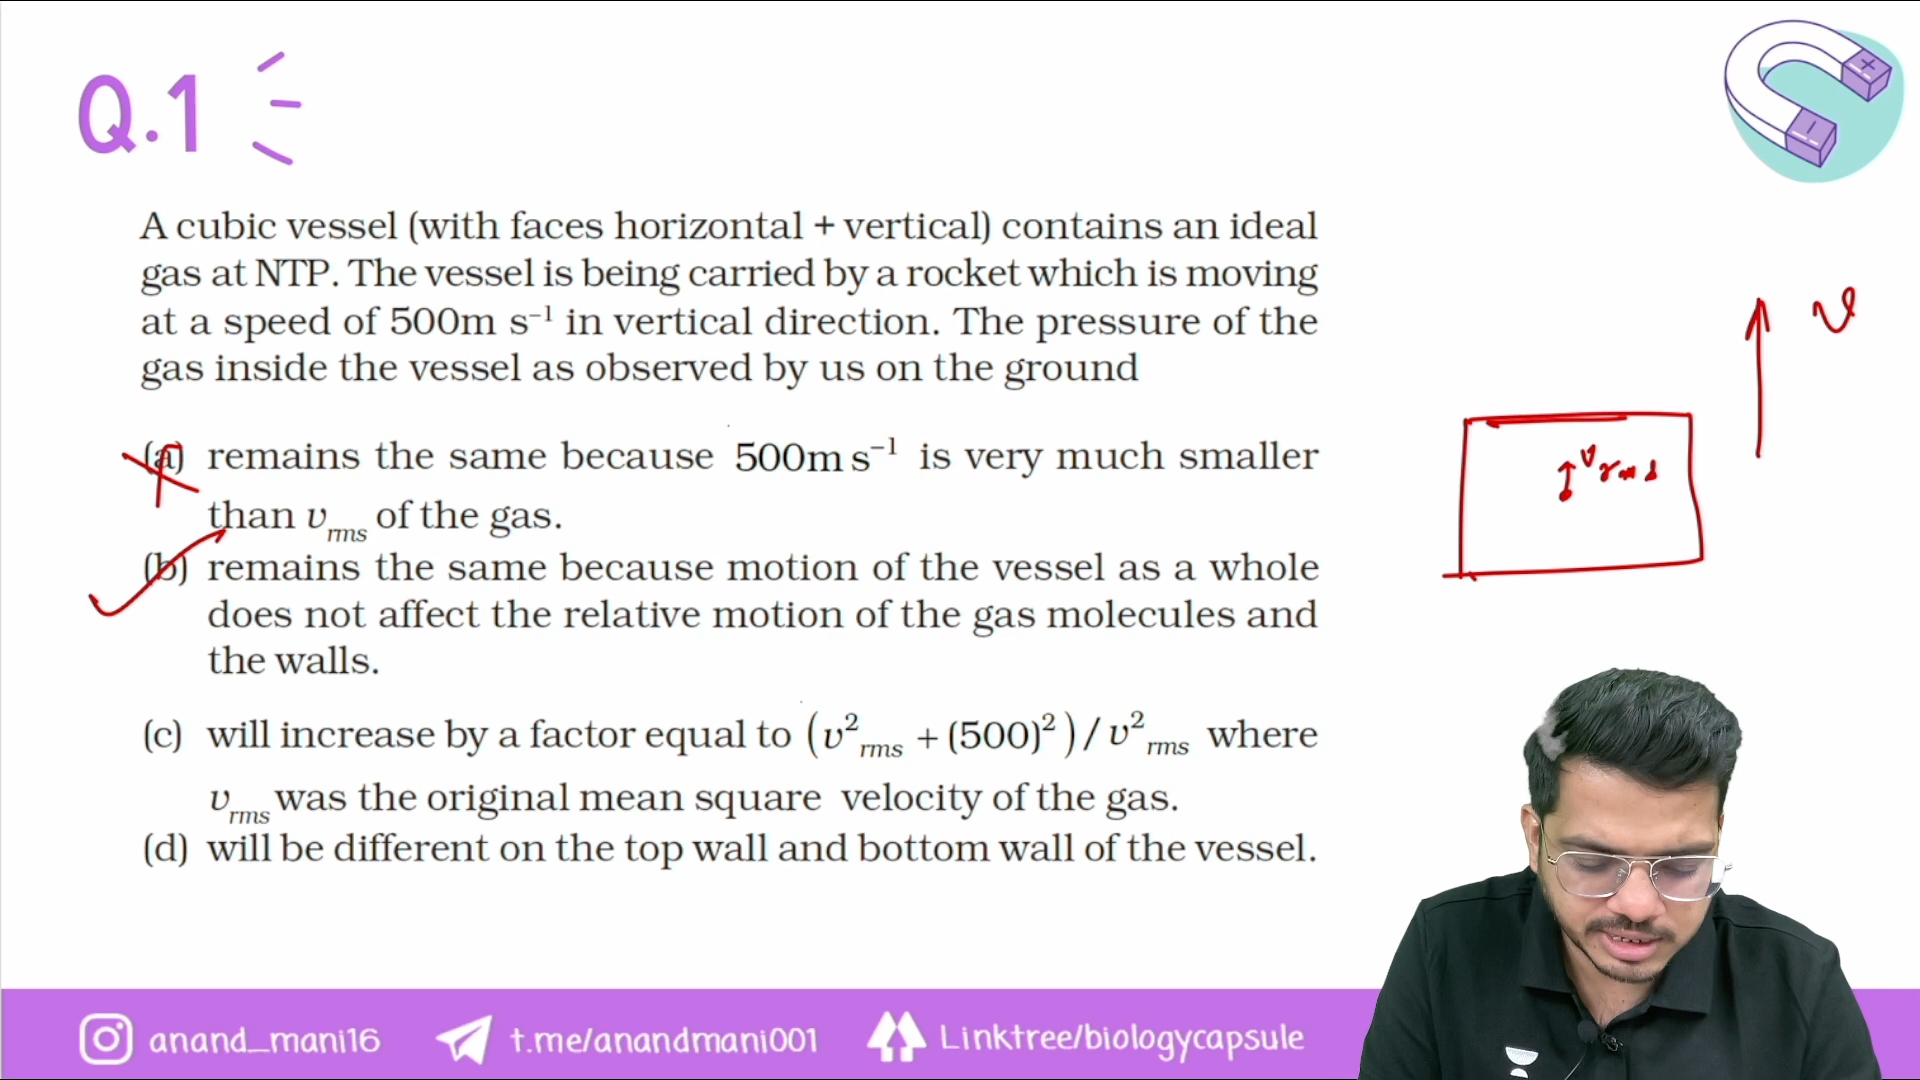 Q.1
A cubic vessel (with faces horizontal + vertical) contains an ideal
gas at NTP. The vessel is being carried by a rocket which is moving
at a speed of 500m s⁻¹ in vertical direction. The pressure of the
gas inside the vessel as observed by us on the ground
(a) remains the same because 500m s⁻¹ is very much smaller
than v_rms of the gas.
(b) remains the same because motion of the vessel as a whole
does not affect the relative motion of the gas molecules and
the walls.
(c) will increase by a factor equal to (v²_rms + (500)²) / v²_rms where
v_rms was the original mean square velocity of the gas.
(d) will be different on the top wall and bottom wall of the vessel.
v
v_rms
+
-
anand_mani16
t.me/anandmani001
Linktree/biologycapsule